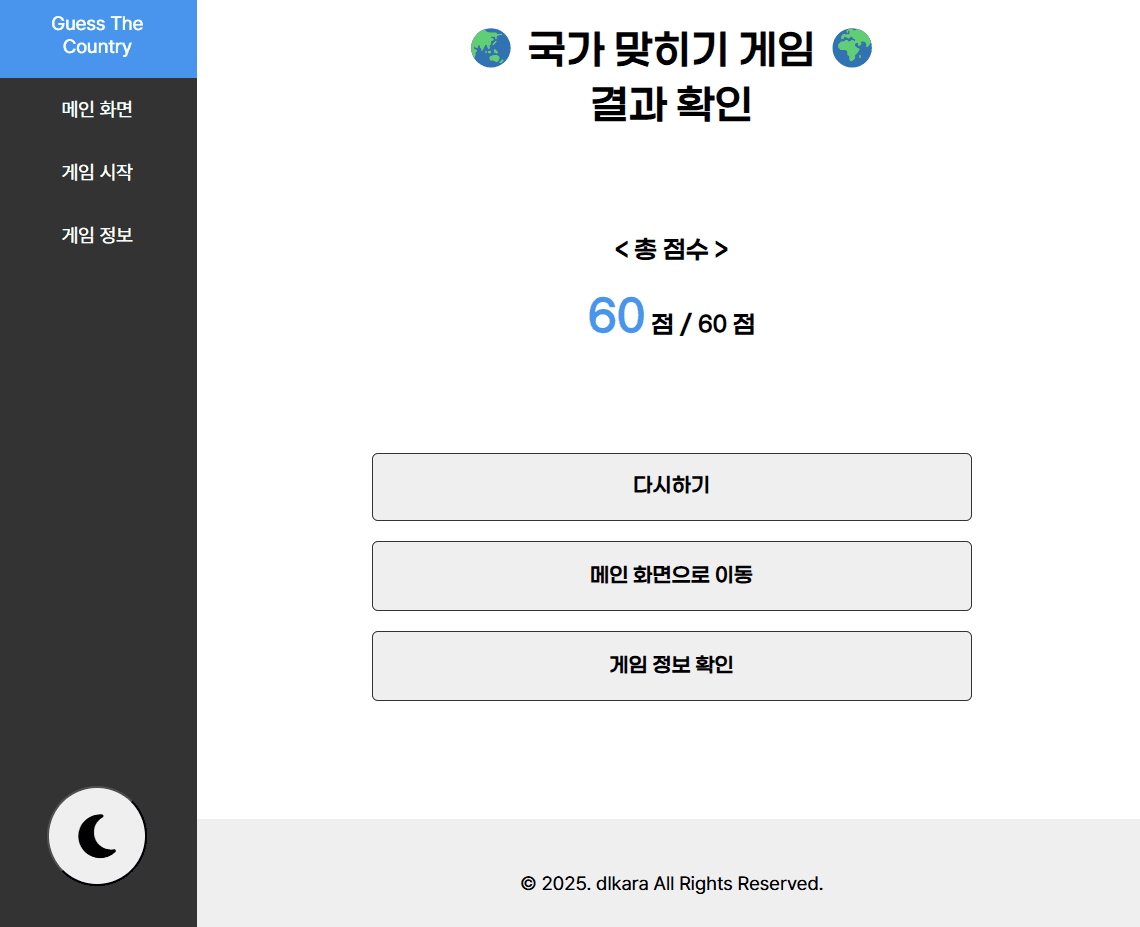 Guess The
Country
메인 화면
게임 시작
게임 정보
국가 맞히기 게임
결과 확인
< 총 점수 >
60 점 / 60 점
다시하기
메인 화면으로 이동
게임 정보 확인
© 2025. dlkara All Rights Reserved.